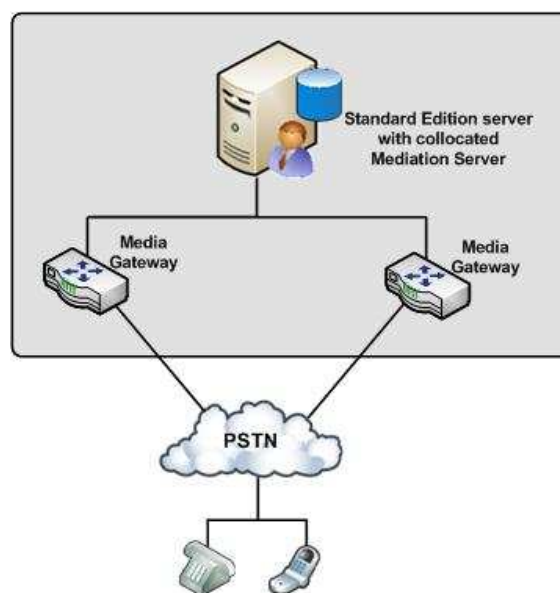 Standard Edition server
with collocated
Mediation Server
Media
Gateway
Media
Gateway
PSTN